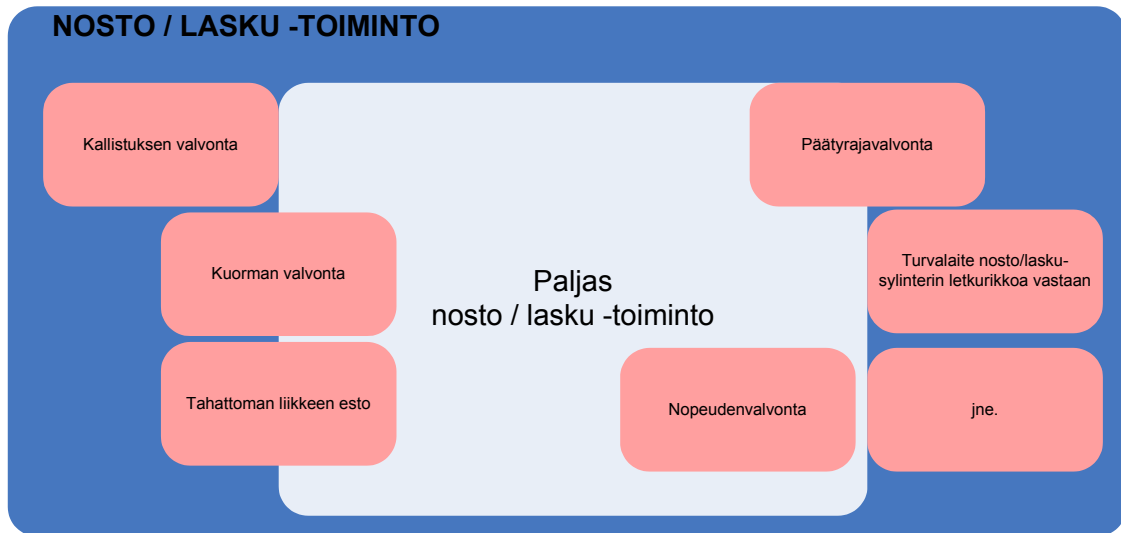 NOSTO / LASKU -TOIMINTO
Kallistuksen valvonta
Päätyrajavalvonta
Kuorman valvonta
Turvalaite nosto/lasku-
sylinterin letkurikkoa vastaan
Paljas
nosto / lasku -toiminto
Tahattoman liikkeen esto
Nopeudenvalvonta
jne.